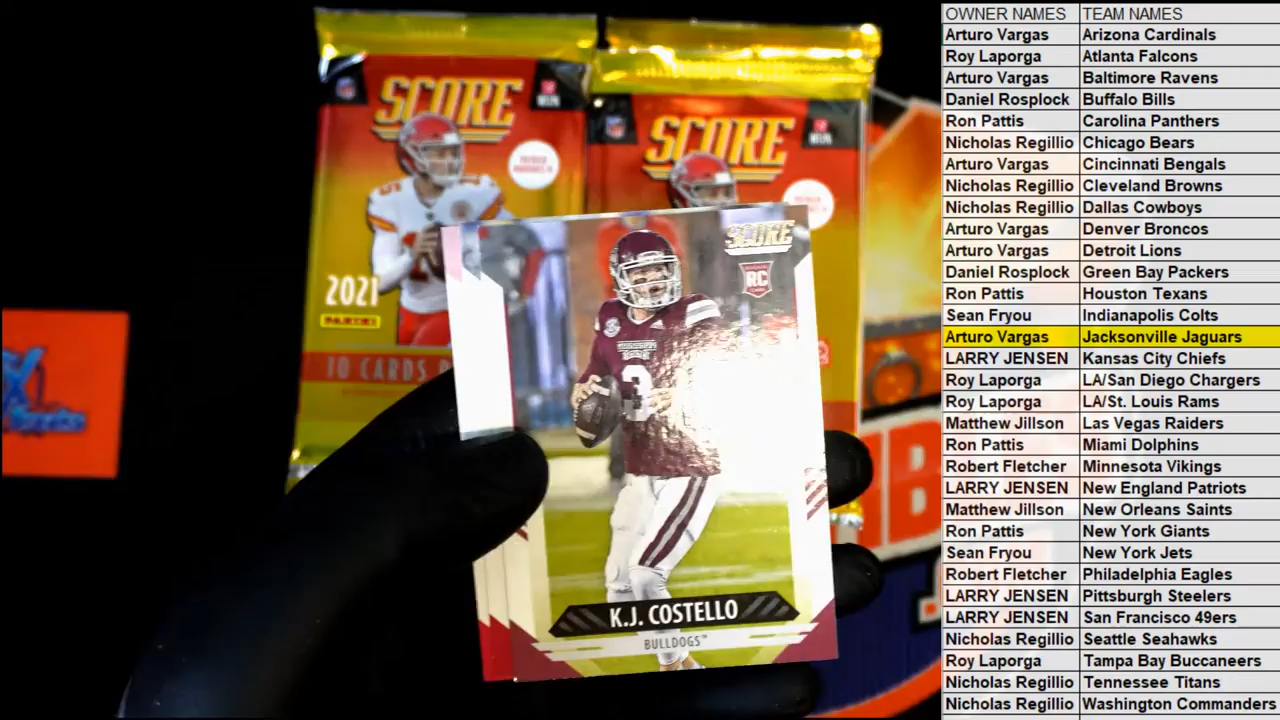 SCORE
2021
PANINI
10 CARDS
SCORE
SCORE
RC
3
K.J. COSTELLO
BULLDOGS™
OWNER NAMES TEAM NAMES
Arturo Vargas Arizona Cardinals
Roy Laporga Atlanta Falcons
Arturo Vargas Baltimore Ravens
Daniel Rosplock Buffalo Bills
Ron Pattis Carolina Panthers
Nicholas Regillio Chicago Bears
Arturo Vargas Cincinnati Bengals
Nicholas Regillio Cleveland Browns
Nicholas Regillio Dallas Cowboys
Arturo Vargas Denver Broncos
Arturo Vargas Detroit Lions
Daniel Rosplock Green Bay Packers
Ron Pattis Houston Texans
Sean Fryou Indianapolis Colts
Arturo Vargas Jacksonville Jaguars
LARRY JENSEN Kansas City Chiefs
Roy Laporga LA/San Diego Chargers
Roy Laporga LA/St. Louis Rams
Matthew Jillson Las Vegas Raiders
Ron Pattis Miami Dolphins
Robert Fletcher Minnesota Vikings
LARRY JENSEN New England Patriots
Matthew Jillson New Orleans Saints
Ron Pattis New York Giants
Sean Fryou New York Jets
Robert Fletcher Philadelphia Eagles
LARRY JENSEN Pittsburgh Steelers
LARRY JENSEN San Francisco 49ers
Nicholas Regillio Seattle Seahawks
Roy Laporga Tampa Bay Buccaneers
Nicholas Regillio Tennessee Titans
Nicholas Regillio Washington Commanders